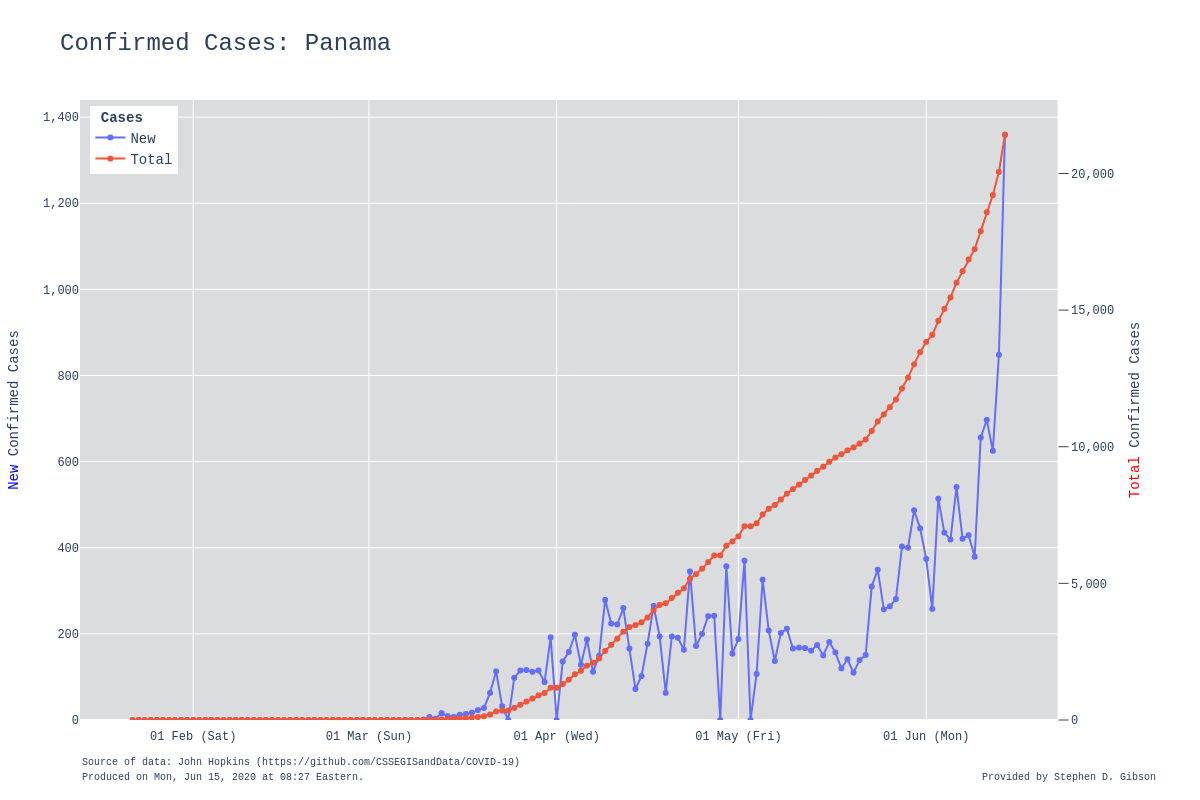 Confirmed Cases: Panama
Cases
New
Total
1,400
1,200
1,000
800
600
400
200
0
New Confirmed Cases
20,000
15,000
10,000
5,000
0
Total Confirmed Cases
01 Feb (Sat)
01 Mar (Sun)
01 Apr (Wed)
01 May (Fri)
01 Jun (Mon)
Source of data: John Hopkins (https://github.com/CSSEGISandData/COVID-19)
Produced on Mon, Jun 15, 2020 at 08:27 Eastern.
Provided by Stephen D. Gibson